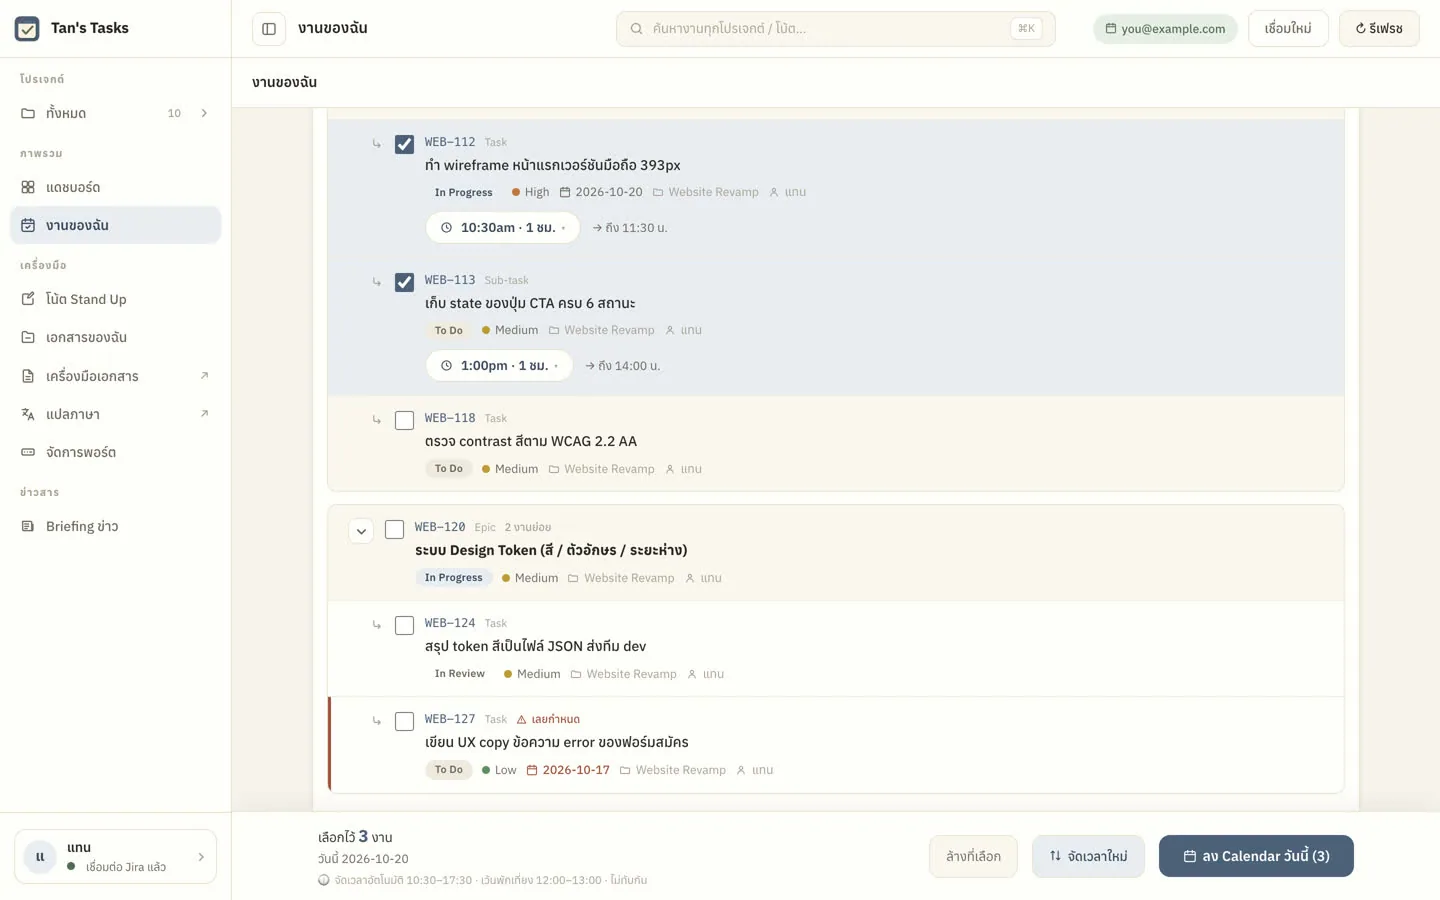 Tan's Tasks
โปรเจกต์
ทั้งหมด 10
ภาพรวม
แดชบอร์ด
งานของฉัน
เครื่องมือ
โน้ต Stand Up
เอกสารของฉัน
เครื่องมือเอกสาร
แปลภาษา
จัดการพอร์ต
ข่าวสาร
Briefing ข่าว
แ
แทน
เชื่อมต่อ Jira แล้ว
งานของฉัน
ค้นหางานทุกโปรเจกต์ / โน้ต... ⌘K
you@example.com
เชื่อมใหม่
รีเฟรช
งานของฉัน
WEB-112 Task
ทำ wireframe หน้าแรกเวอร์ชันมือถือ 393px
In Progress High 2026-10-20 Website Revamp แทน
10:30am · 1 ชม. → ถึง 11:30 น.
WEB-113 Sub-task
เก็บ state ของปุ่ม CTA ครบ 6 สถานะ
To Do Medium Website Revamp แทน
1:00pm · 1 ชม. → ถึง 14:00 น.
WEB-118 Task
ตรวจ contrast สีตาม WCAG 2.2 AA
To Do Medium Website Revamp แทน
WEB-120 Epic 2 งานย่อย
ระบบ Design Token (สี / ตัวอักษร / ระยะห่าง)
In Progress Medium Website Revamp แทน
WEB-124 Task
สรุป token สีเป็นไฟล์ JSON ส่งทีม dev
In Review Medium Website Revamp แทน
WEB-127 Task เลยกำหนด
เขียน UX copy ข้อความ error ของฟอร์มสมัคร
To Do Low 2026-10-17 Website Revamp แทน
เลือกไว้ 3 งาน
วันนี้ 2026-10-20
จัดเวลาอัตโนมัติ 10:30–17:30 · เว้นพักเที่ยง 12:00–13:00 · ไม่ทับกัน
ล้างที่เลือก
จัดเวลาใหม่
ลง Calendar วันนี้ (3)